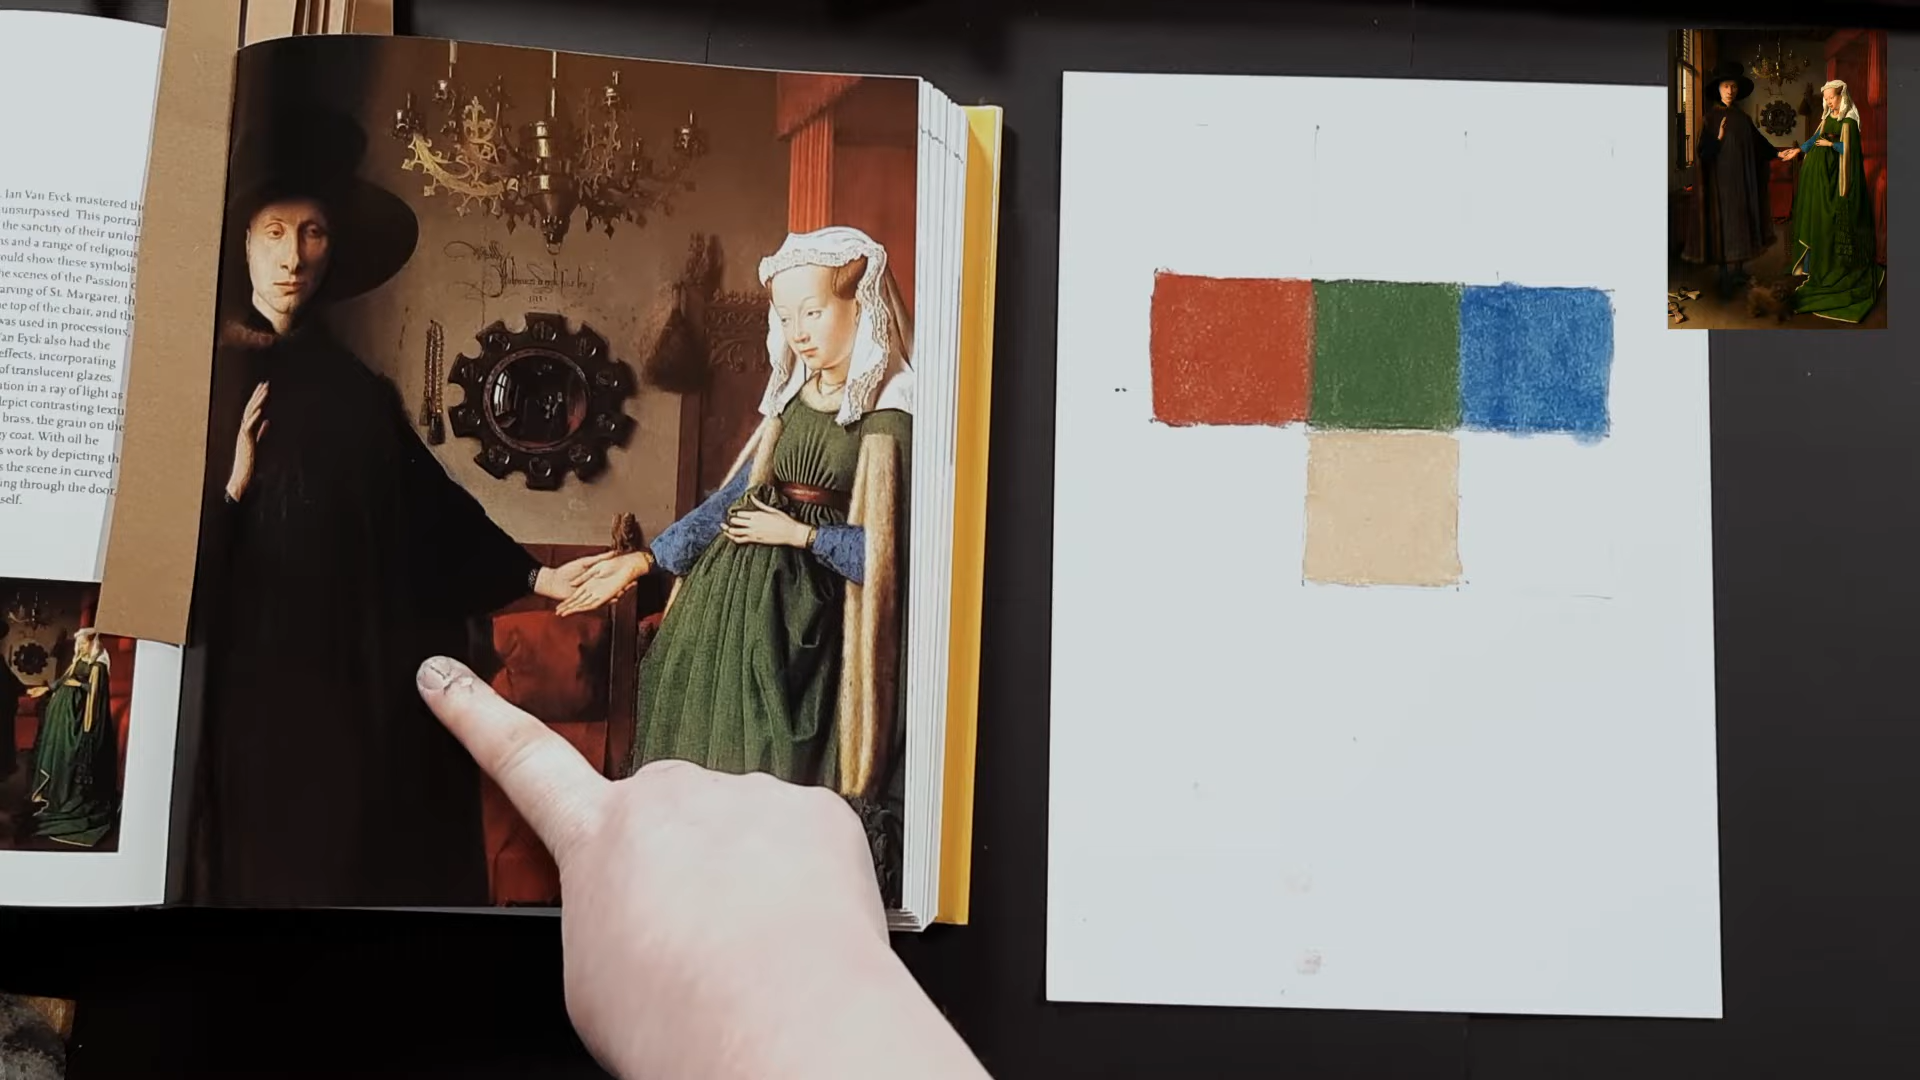 Jan Van Eyck mastered th
unsurpassed. This portrai
the sanctity of their union
ns and a range of religious
ould show these symbols
he scenes of the Passion
arving of St. Margaret, th
e top of the chair, and the
was used in processions,
an Eyck also had the
effects, incorporating
of translucent glazes.
tion in a ray of light as
depict contrasting textu
brass, the grain on the
y coat. With oil he
s work by depicting th
s the scene in curved
ing through the door,
self.